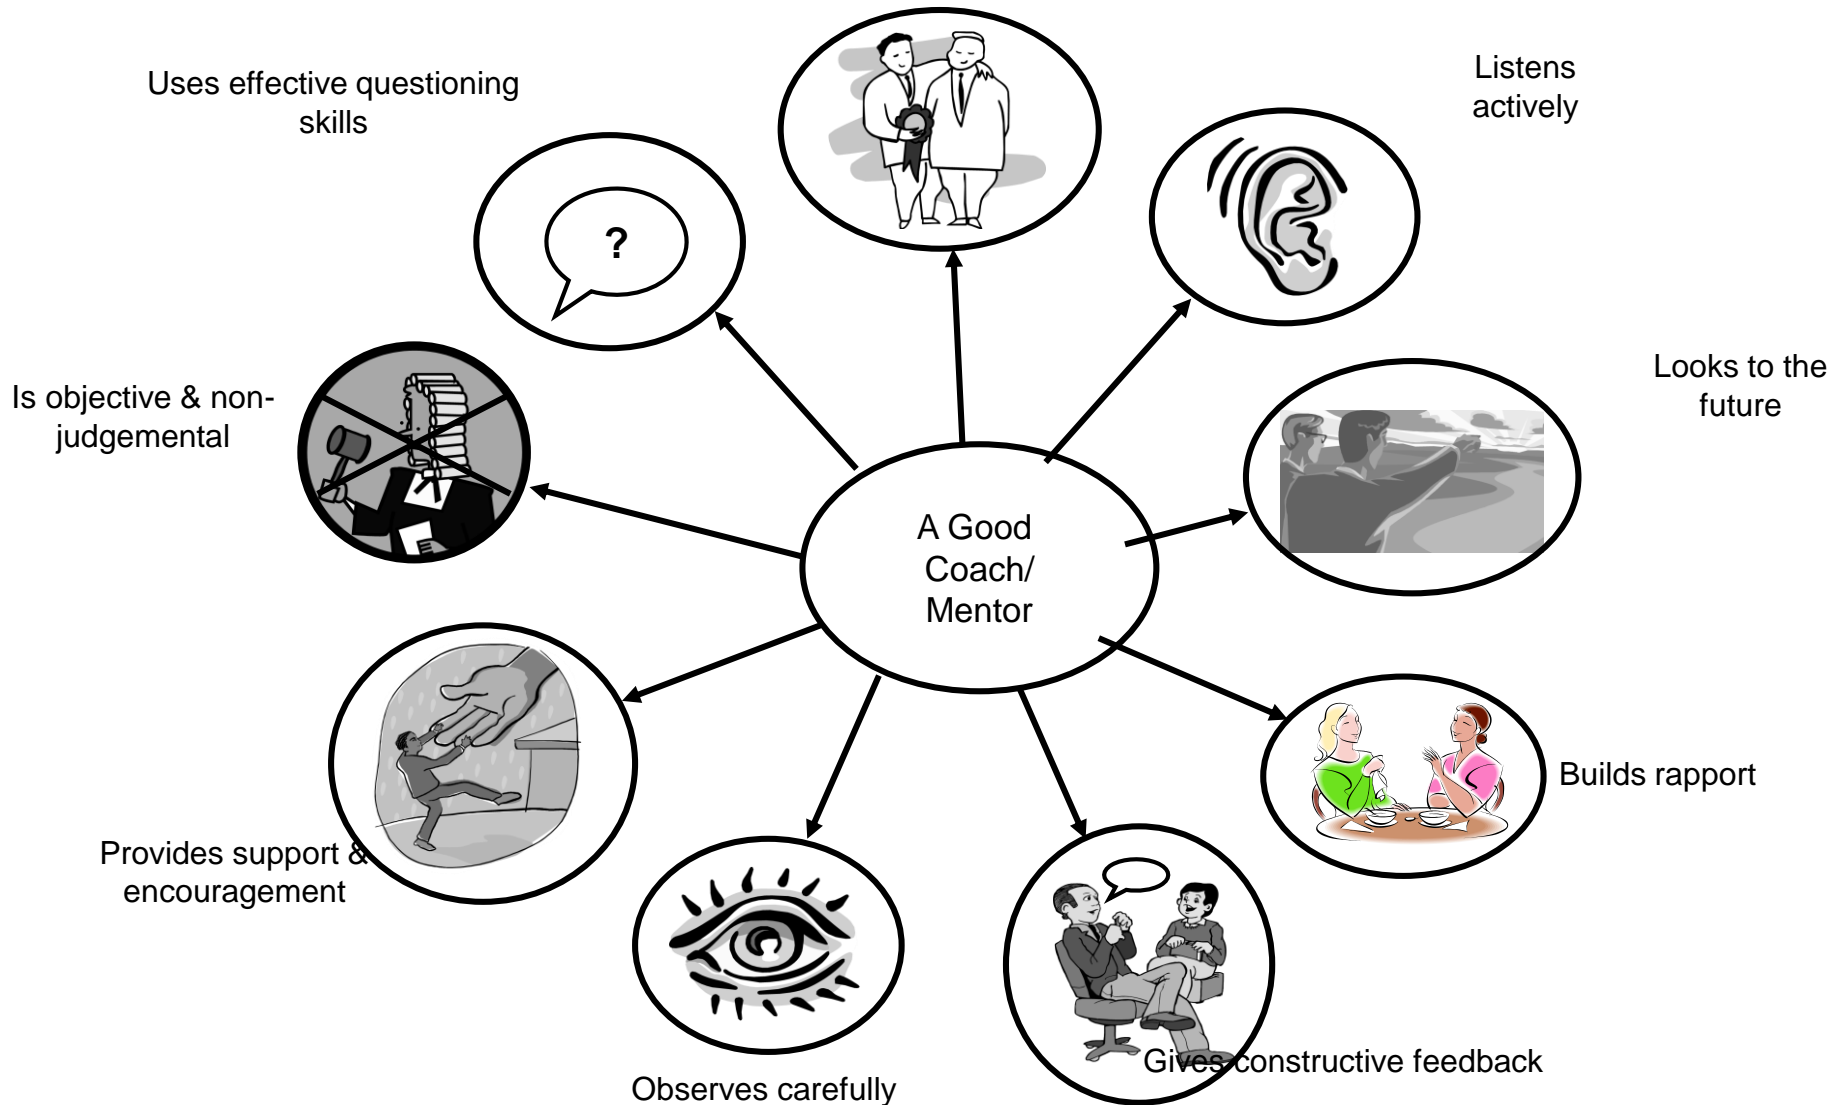 Uses effective questioning
skills
Listens
actively
?
Looks to the
future
Is objective & non-
judgemental
A Good
Coach/
Mentor
Builds rapport
Provides support &
encouragement
Gives constructive feedback
Observes carefully